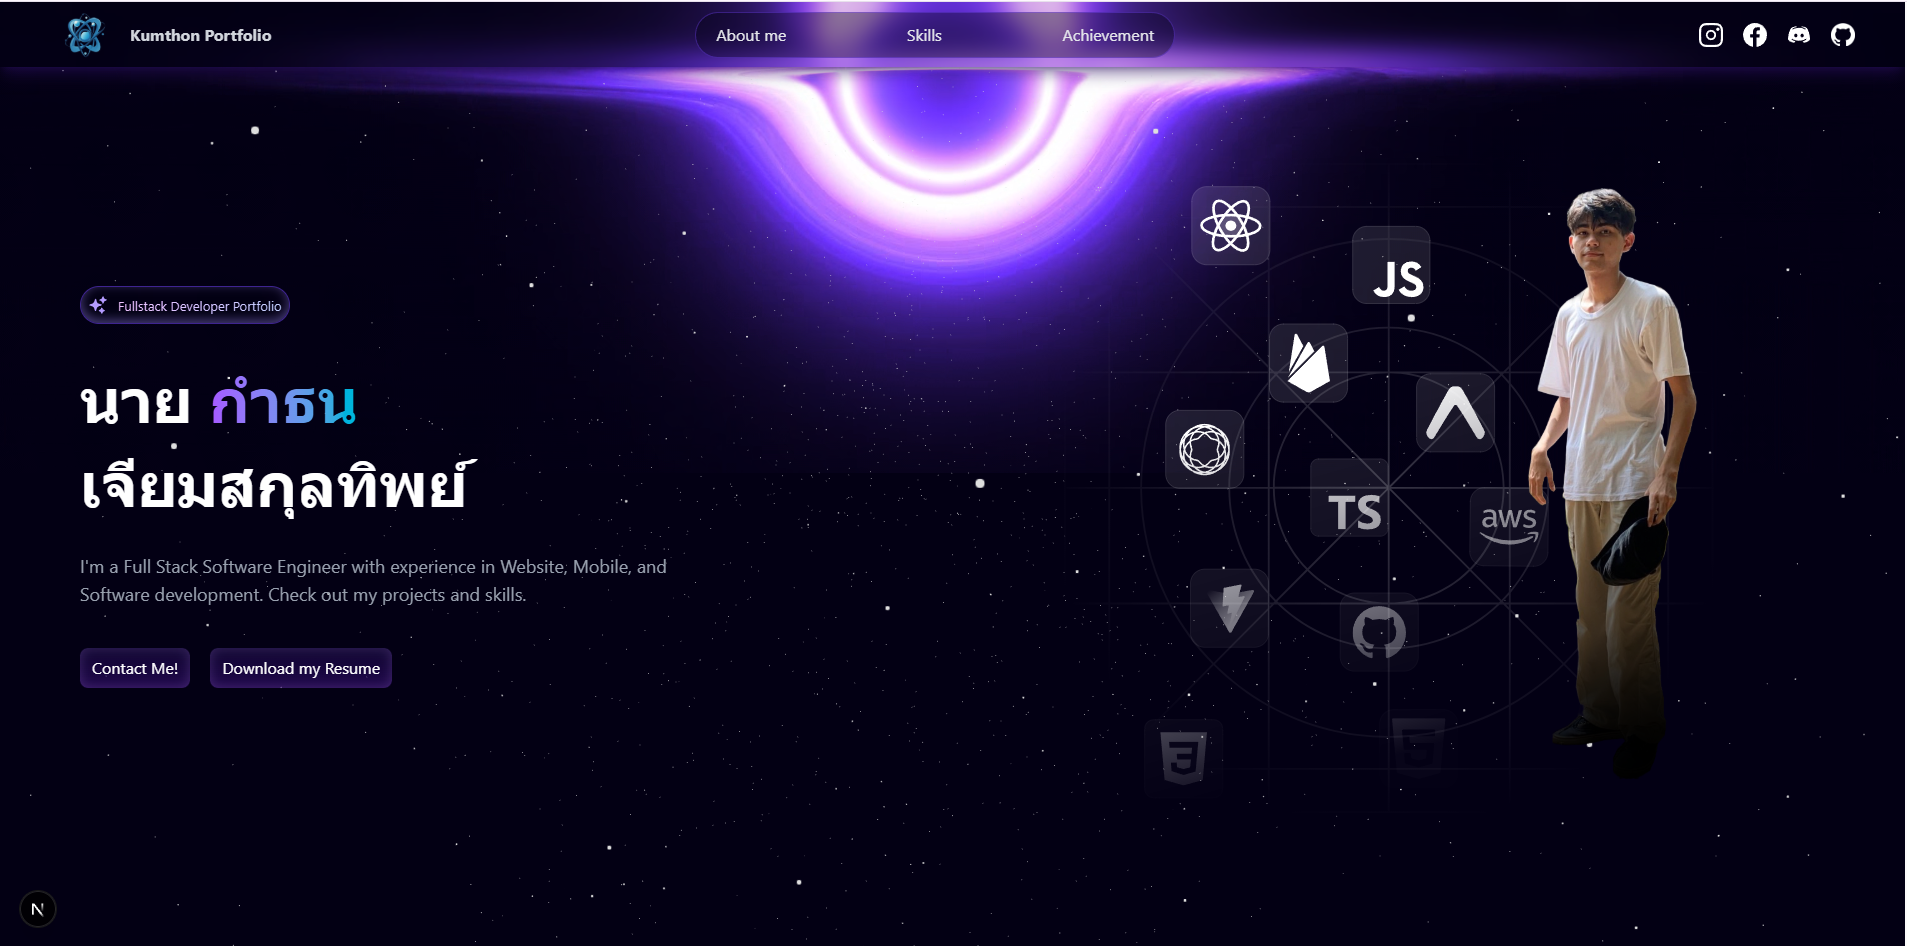 Kumthon Portfolio
About me
Skills
Achievement
Fullstack Developer Portfolio
นาย กำธน
เจียมสกุลทิพย์
I'm a Full Stack Software Engineer with experience in Website, Mobile, and
Software development. Check out my projects and skills.
Contact Me!
Download my Resume
JS
TS
aws
3
5
N